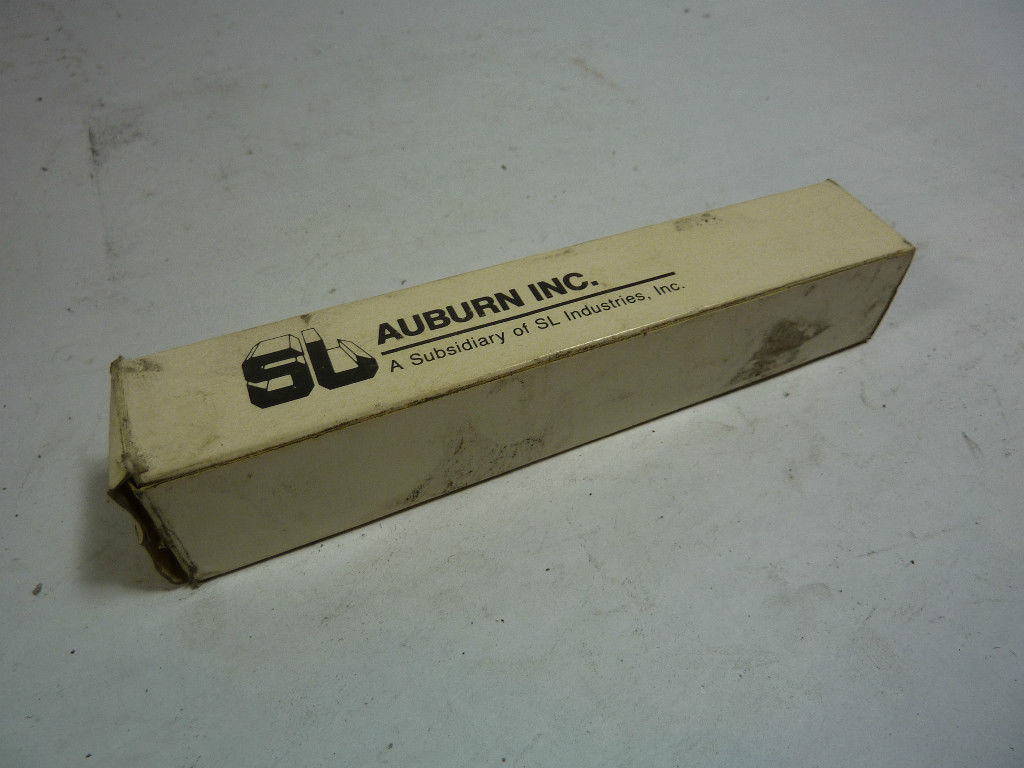 SL
AUBURN INC.
A Subsidiary of SL Industries, Inc.